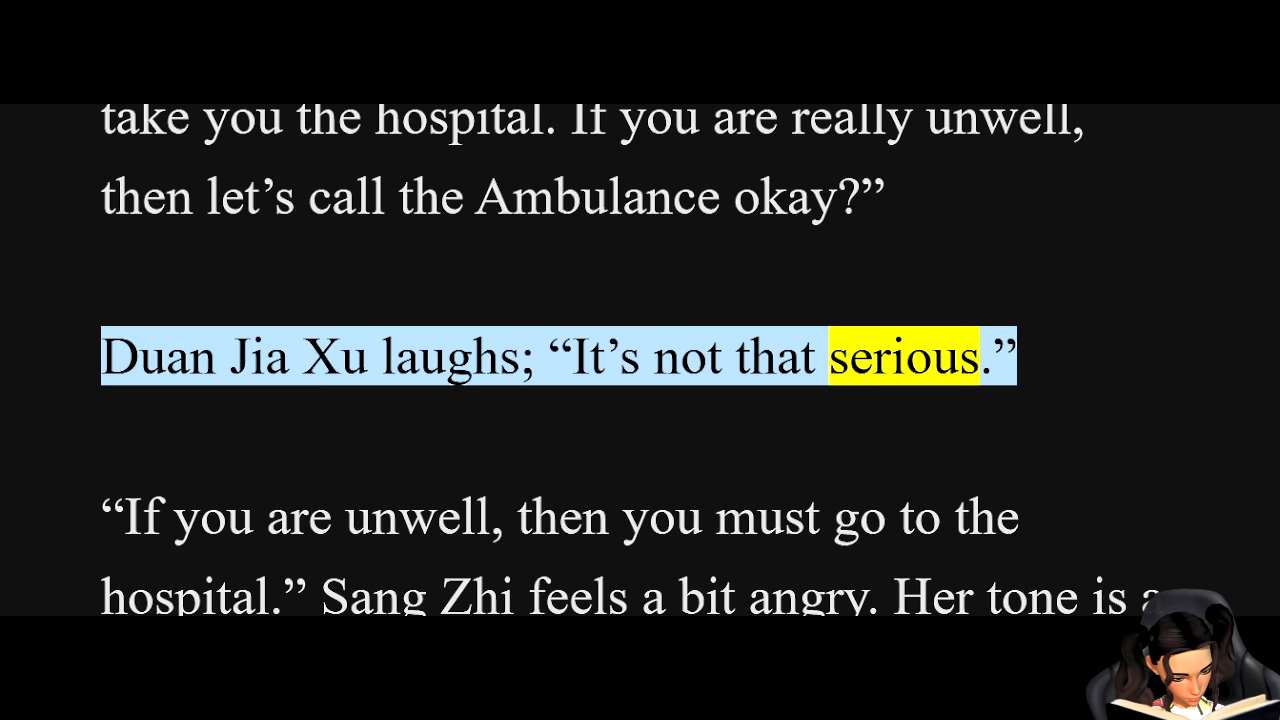 take you the hospital. If you are really unwell,
then let’s call the Ambulance okay?”
Duan Jia Xu laughs; “It’s not that serious.”
“If you are unwell, then you must go to the
hospital.” Sang Zhi feels a bit angry. Her tone is a